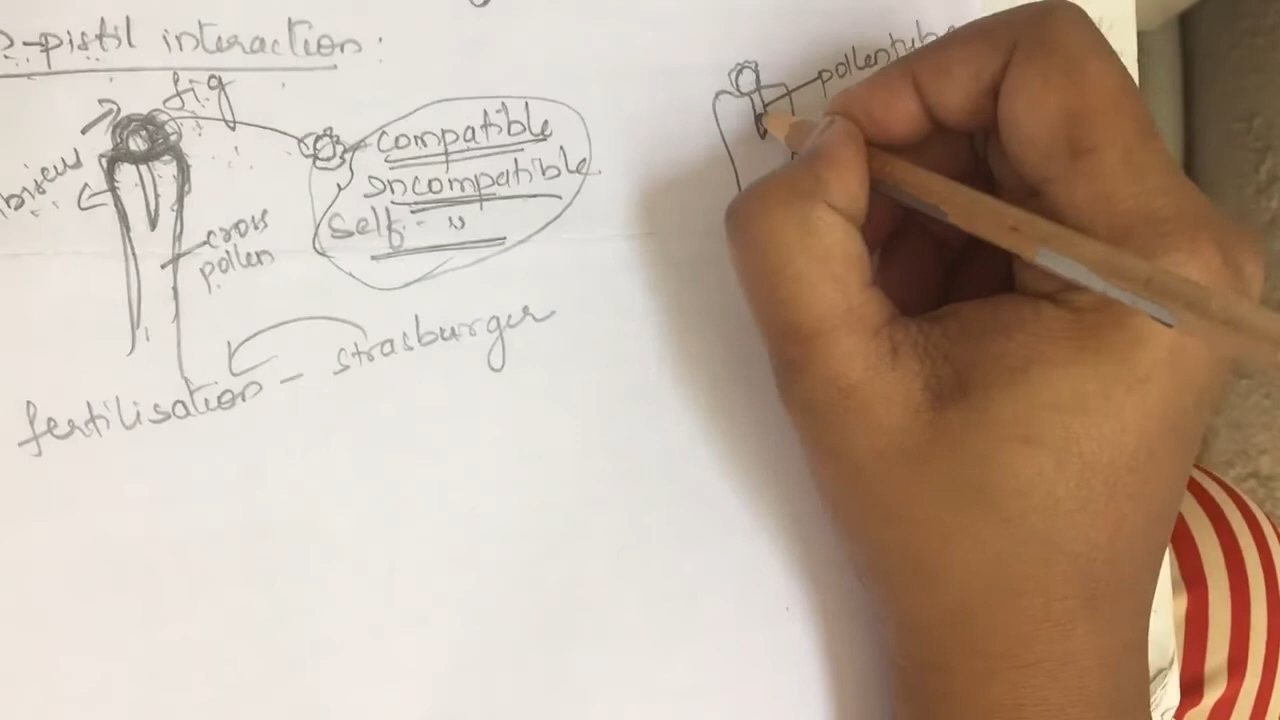 -pistil interaction:
fig
compatible
Incompatible
Self - "
cross
pollen
fertilisation - strasburger
pollentube